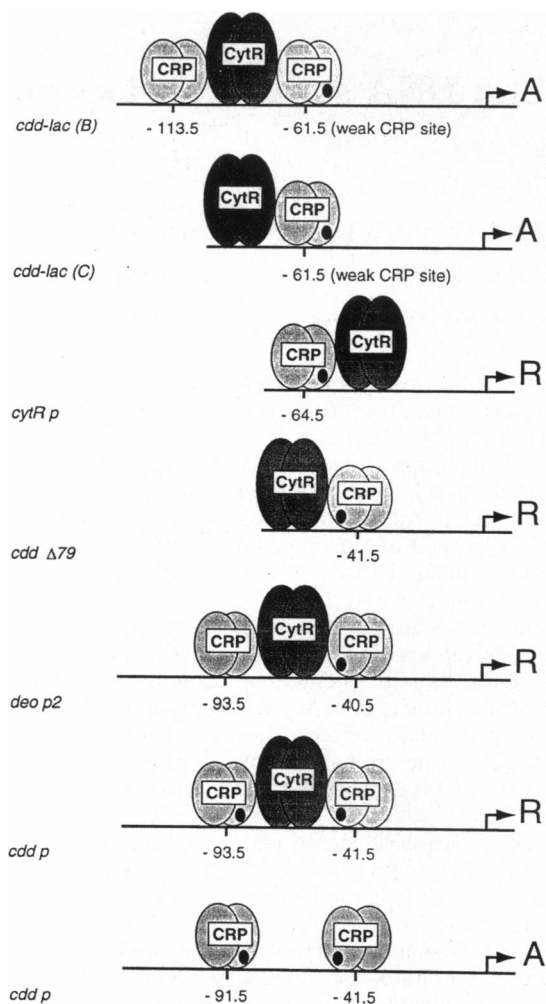 CRP CytR CRP
A
cdd-lac (B) - 113.5 - 61.5 (weak CRP site)
CytR CRP
A
cdd-lac (C) - 61.5 (weak CRP site)
CRP CytR
R
cytR p - 64.5
CytR CRP
R
cdd Δ79 - 41.5
CRP CytR CRP
R
deo p2 - 93.5 - 40.5
CRP CytR CRP
R
cdd p - 93.5 - 41.5
CRP CRP
A
cdd p - 91.5 - 41.5